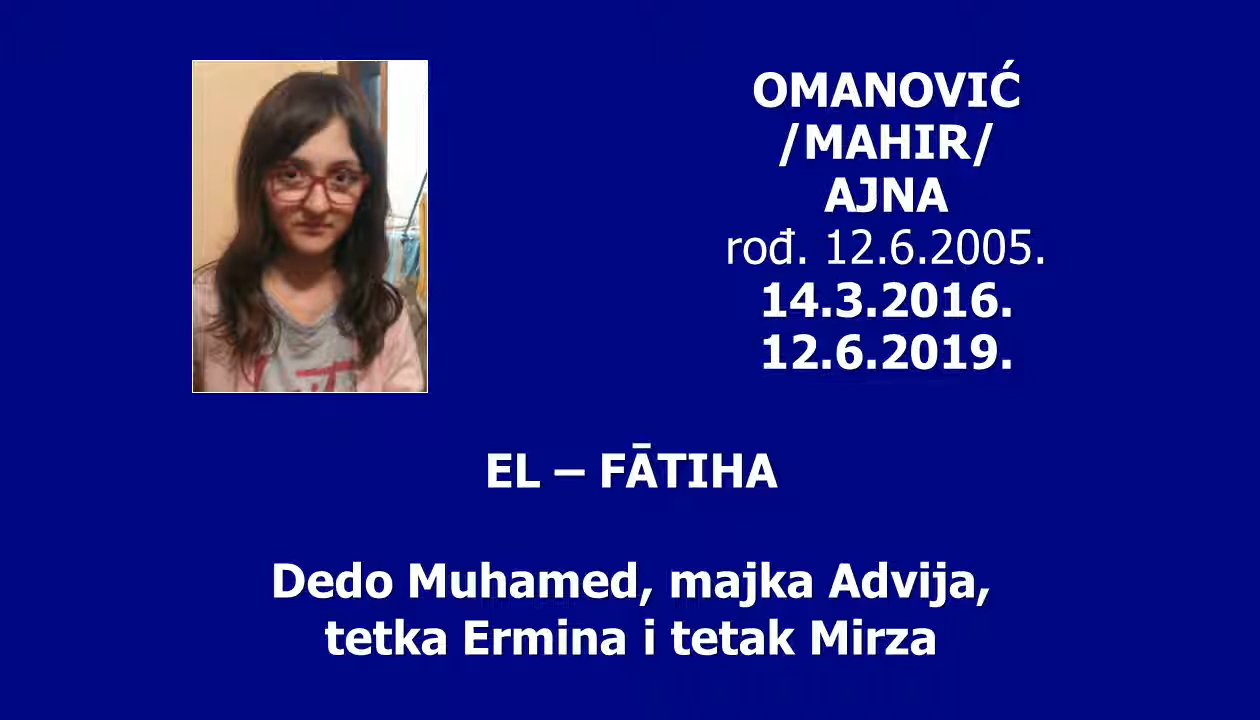 OMANOVIĆ
/MAHIR/
AJNA
rođ. 12.6.2005.
14.3.2016.
12.6.2019.
EL – FĀTIHA
Dedo Muhamed, majka Advija,
tetka Ermina i tetak Mirza